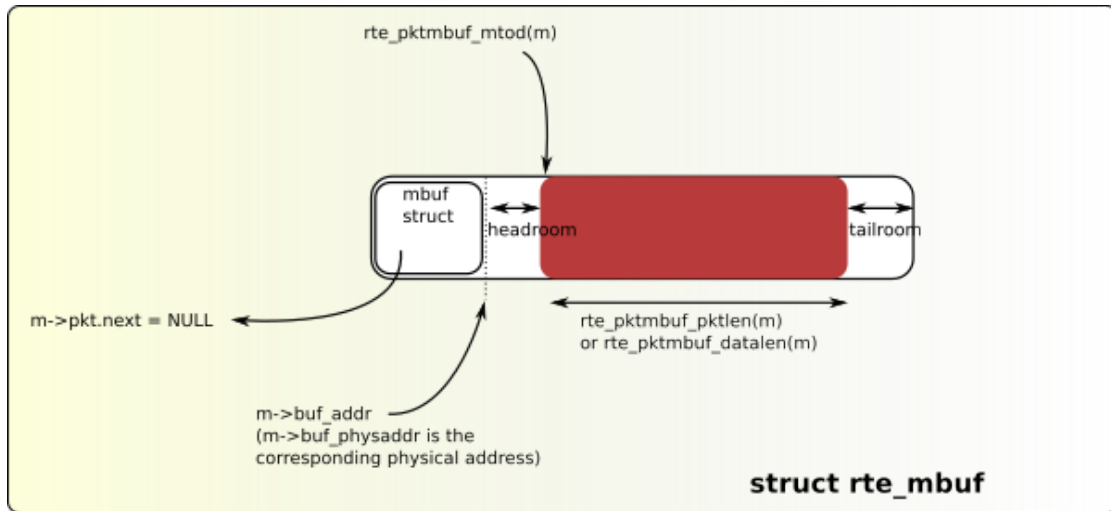 rte_pktmbuf_mtod(m)
mbuf
struct
headroom
tailroom
m->pkt.next = NULL
rte_pktmbuf_pktlen(m)
or rte_pktmbuf_datalen(m)
m->buf_addr
(m->buf_physaddr is the
corresponding physical address)
struct rte_mbuf